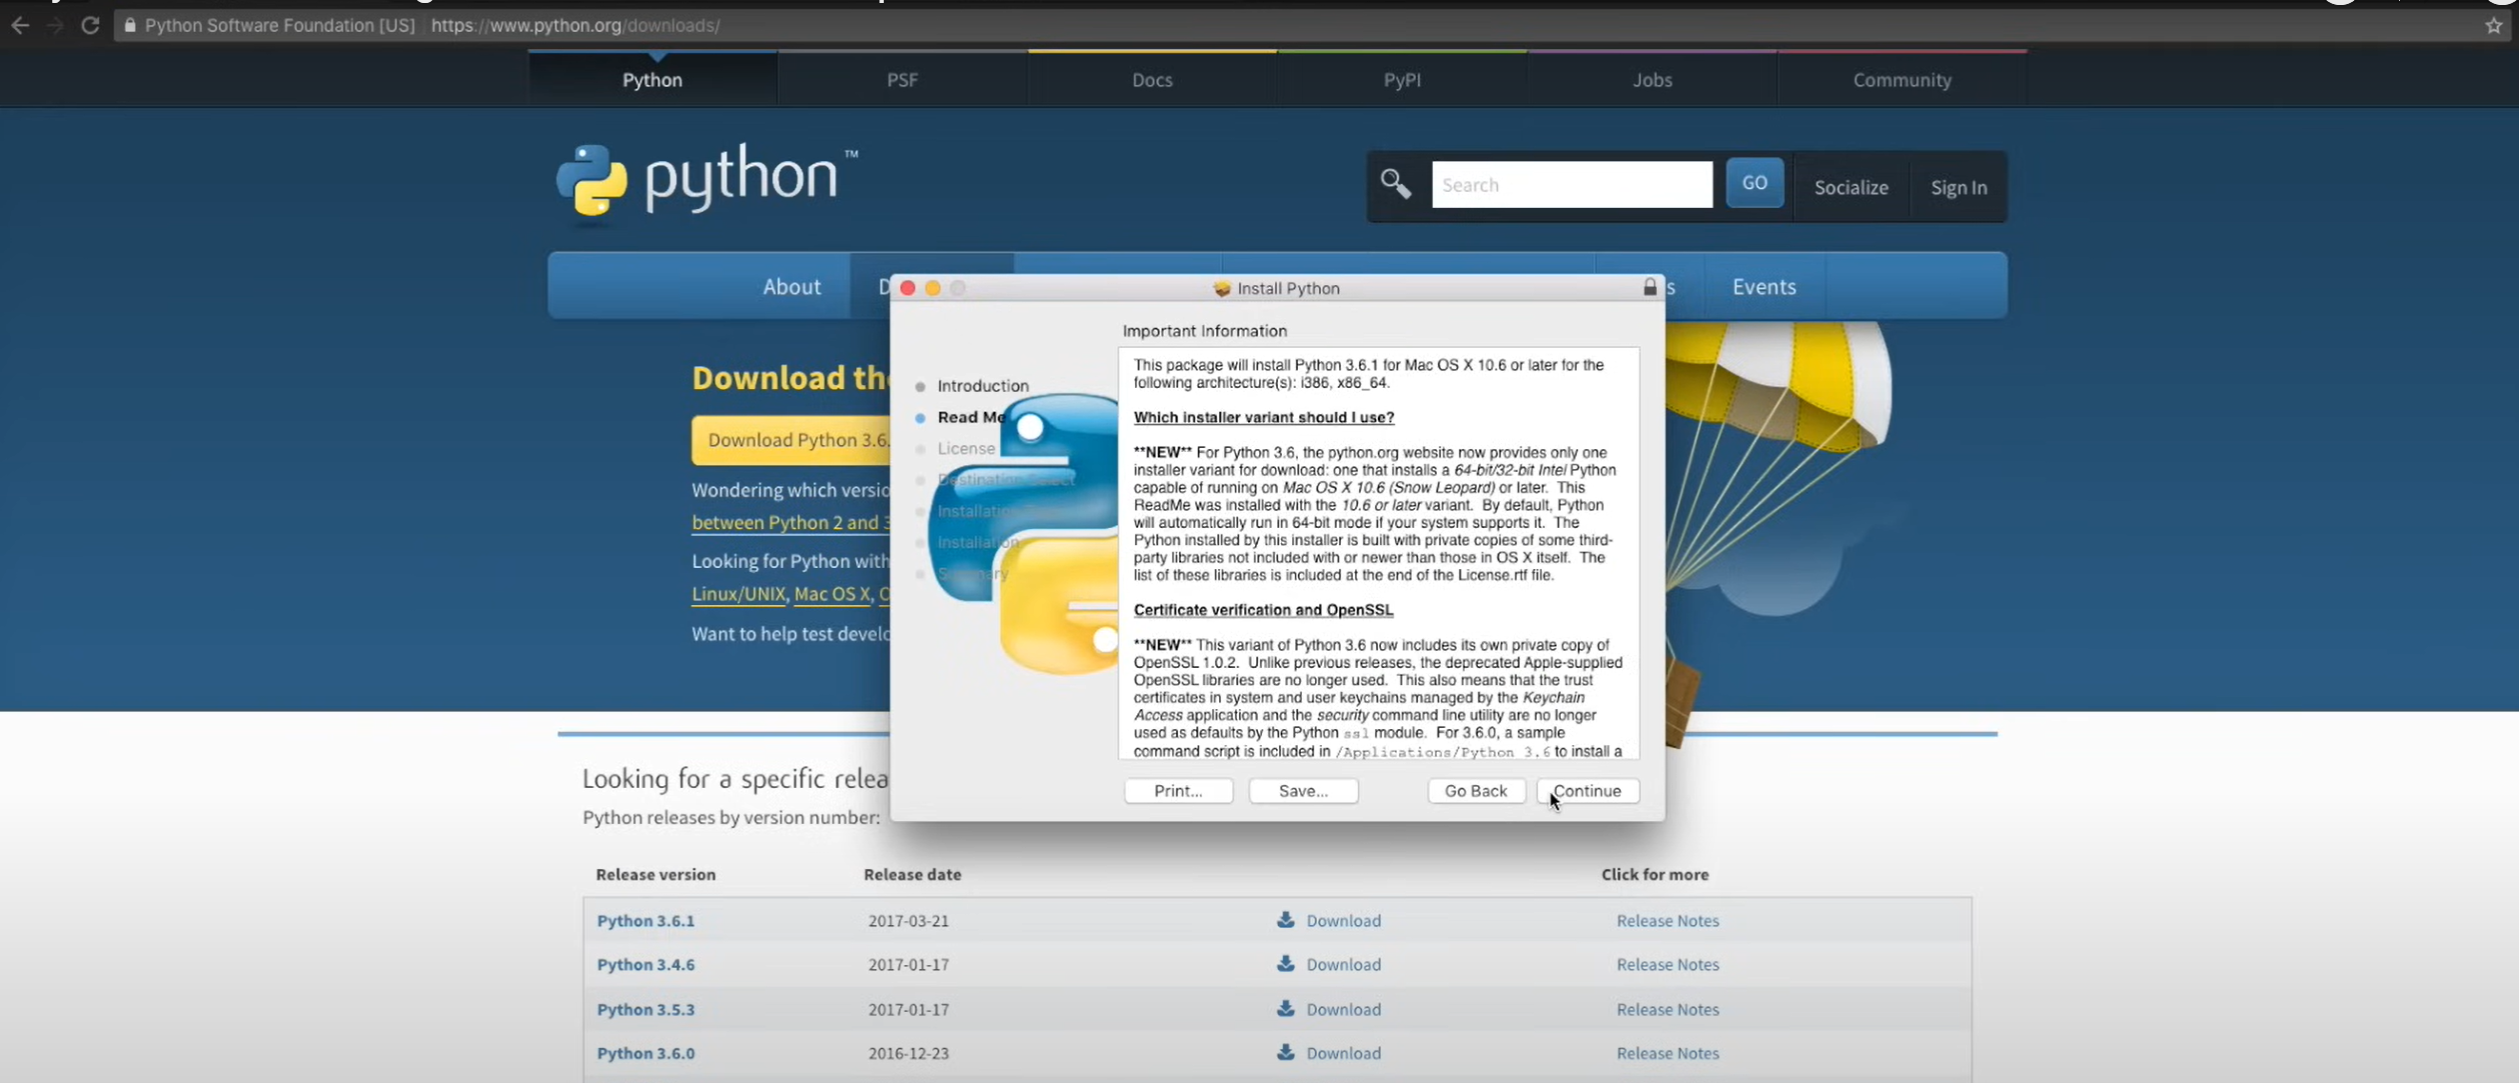 Python Software Foundation [US] https://www.python.org/downloads/
Python PSF Docs PyPI Jobs Community
python™
Search GO Socialize Sign In
About Events
Install Python
Download the
Download Python 3.6.
Wondering which versio
between Python 2 and 3
Looking for Python with
Linux/UNIX, Mac OS X, O
Want to help test develo
Introduction
Read Me
License
Destination Select
Installation
Installation
Summary
Important Information
This package will install Python 3.6.1 for Mac OS X 10.6 or later for the
following architecture(s): i386, x86_64.
Which installer variant should I use?
**NEW** For Python 3.6, the python.org website now provides only one
installer variant for download: one that installs a 64-bit/32-bit Intel Python
capable of running on Mac OS X 10.6 (Snow Leopard) or later. This
ReadMe was installed with the 10.6 or later variant. By default, Python
will automatically run in 64-bit mode if your system supports it. The
Python installed by this installer is built with private copies of some third-
party libraries not included with or newer than those in OS X itself. The
list of these libraries is included at the end of the License.rtf file.
Certificate verification and OpenSSL
**NEW** This variant of Python 3.6 now includes its own private copy of
OpenSSL 1.0.2. Unlike previous releases, the deprecated Apple-supplied
OpenSSL libraries are no longer used. This also means that the trust
certificates in system and user keychains managed by the Keychain
Access application and the security command line utility are no longer
used as defaults by the Python ssl module. For 3.6.0, a sample
command script is included in /Applications/Python 3.6 to install a
Print... Save... Go Back Continue
Looking for a specific relea
Python releases by version number:
Release version Release date Click for more
Python 3.6.1 2017-03-21 Download Release Notes
Python 3.4.6 2017-01-17 Download Release Notes
Python 3.5.3 2017-01-17 Download Release Notes
Python 3.6.0 2016-12-23 Download Release Notes